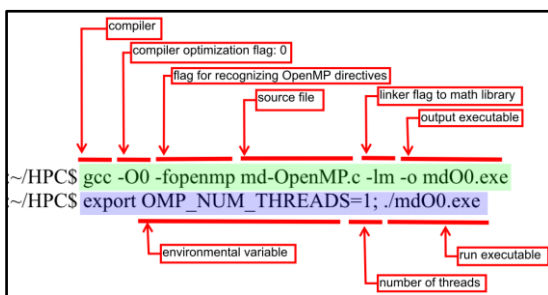 compiler
compiler optimization flag: 0
flag for recognizing OpenMP directives
source file
linker flag to math library
output executable
:~/HPC$ gcc -O0 -fopenmp md-OpenMP.c -lm -o mdO0.exe
:~/HPC$ export OMP_NUM_THREADS=1; ./mdO0.exe
environmental variable
run executable
number of threads